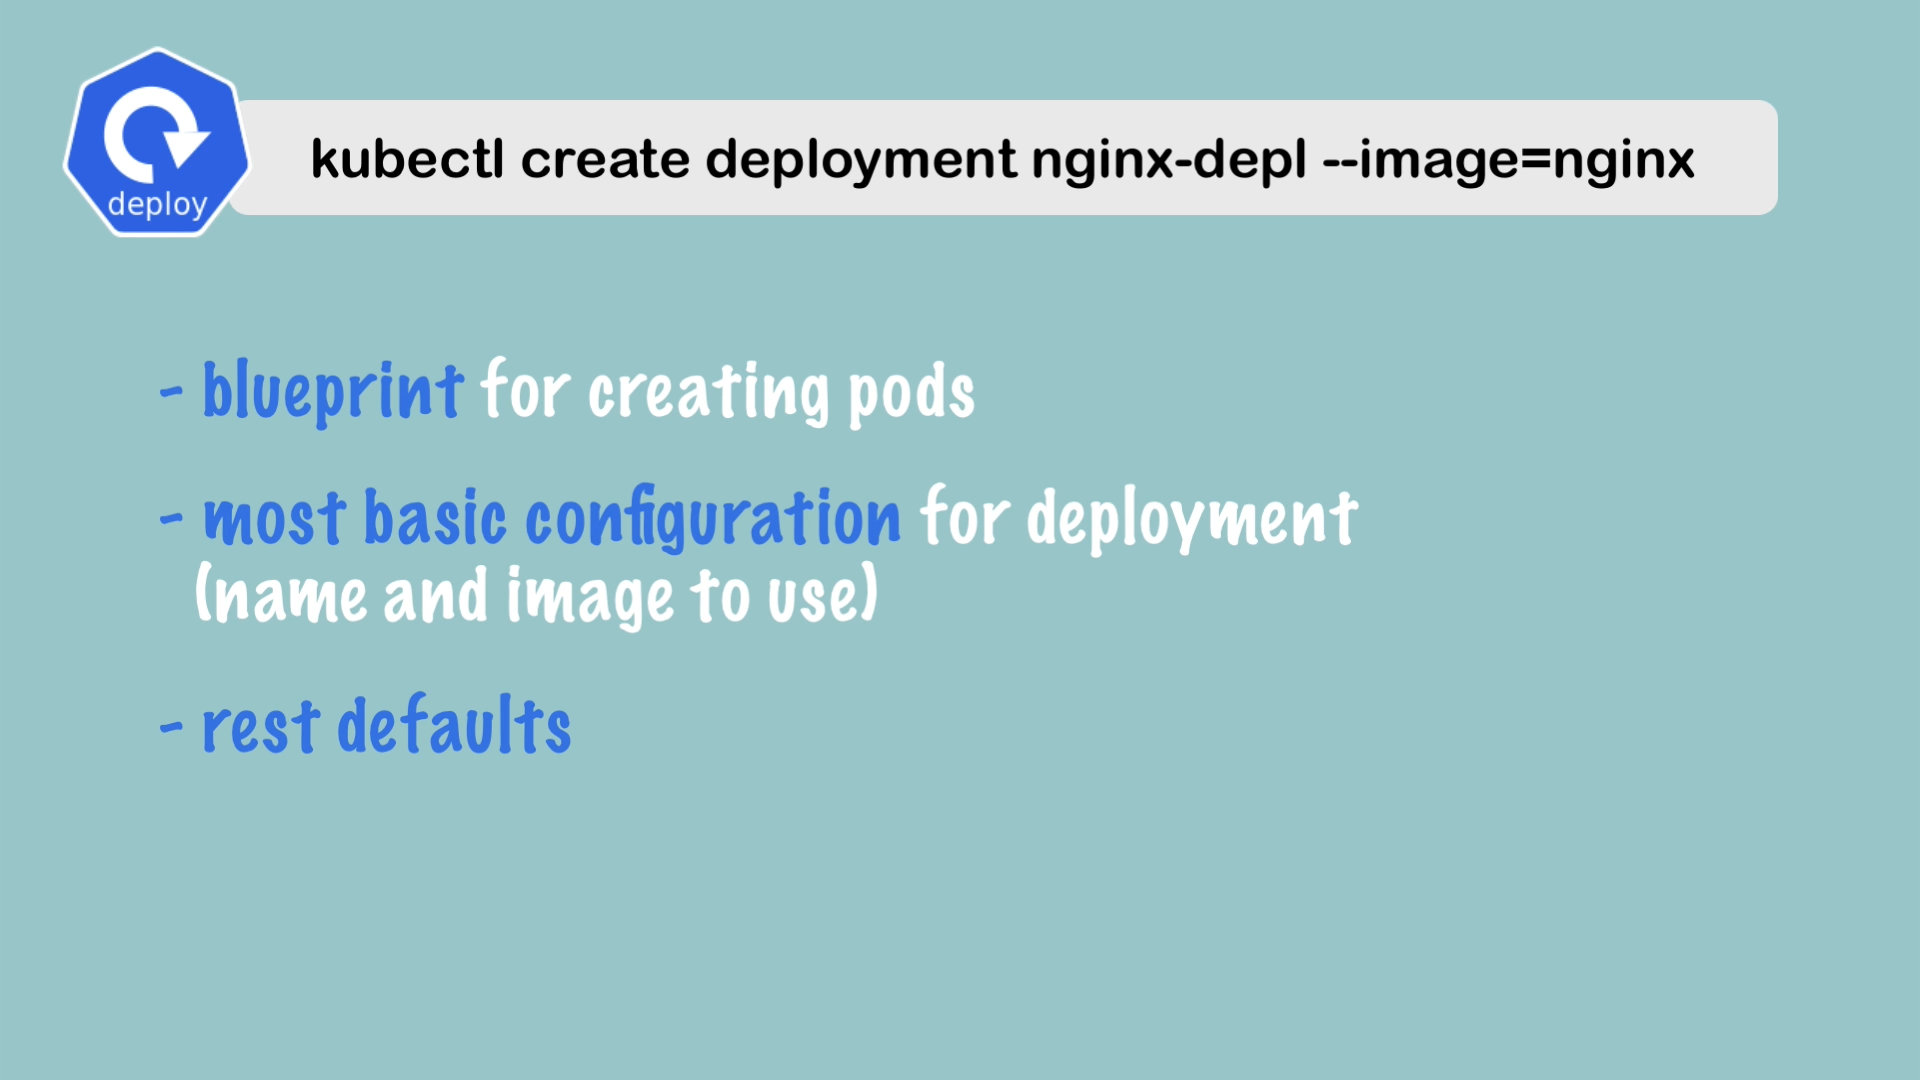 deploy
kubectl create deployment nginx-depl --image=nginx
- blueprint for creating pods
- most basic configuration for deployment
(name and image to use)
- rest defaults